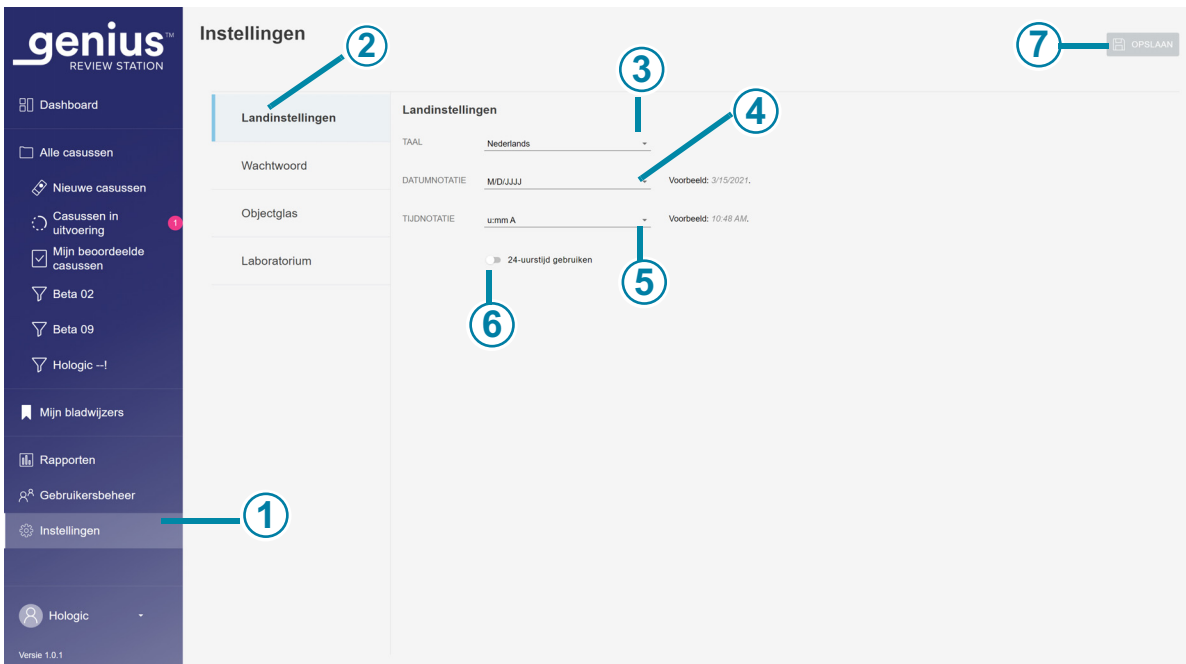 genius™
REVIEW STATION
Dashboard
Alle casussen
Nieuwe casussen
Casussen in
uitvoering
1
Mijn beoordeelde
casussen
Beta 02
Beta 09
Hologic --!
Mijn bladwijzers
Rapporten
Gebruikersbeheer
Instellingen
Hologic
Versie 1.0.1
Instellingen
OPSLAAN
Landinstellingen
Wachtwoord
Objectglas
Laboratorium
Landinstellingen
TAAL Nederlands
DATUMNOTATIE M/D/JJJJ Voorbeeld: 3/15/2021.
TIJDNOTATIE u:mm A Voorbeeld: 10:48 AM.
24-uurstijd gebruiken
1
2
3
4
5
6
7